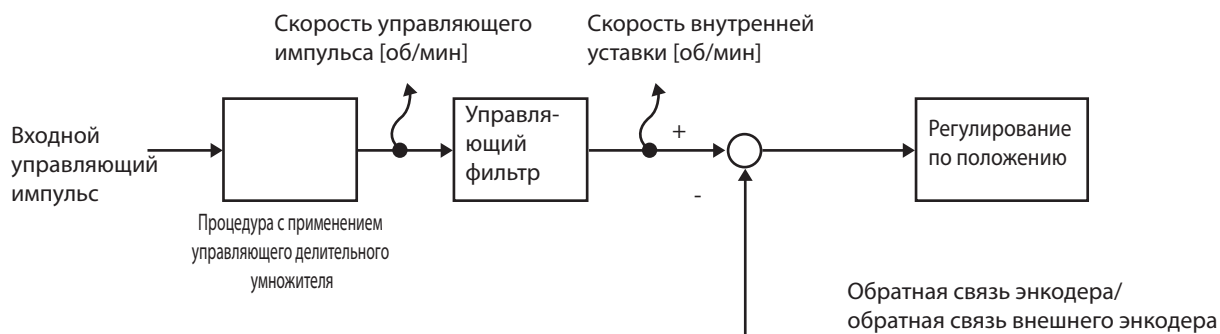 Скорость управляющего
импульса [об/мин]
Скорость внутренней
уставки [об/мин]
Входной
управляющий
импульс
Управля-
ющий
фильтр
+
-
Регулирование
по положению
Процедура с применением
управляющего делительного
умножителя
Обратная связь энкодера/
обратная связь внешнего энкодера